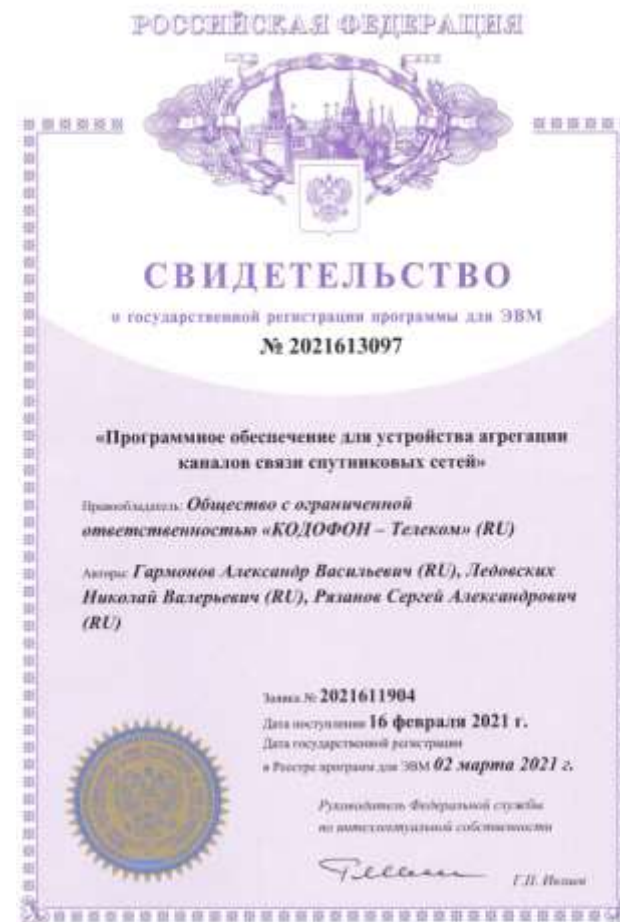 РОССИЙСКАЯ ФЕДЕРАЦИЯ
СВИДЕТЕЛЬСТВО
о государственной регистрации программы для ЭВМ
№ 2021613097
«Программное обеспечение для устройства агрегации
каналов связи спутниковых сетей»
Правообладатель: Общество с ограниченной
ответственностью «КОДОФОН – Телеком» (RU)
Авторы: Гармонов Александр Васильевич (RU), Ледовских
Николай Валерьевич (RU), Рязанов Сергей Александрович
(RU)
Заявка № 2021611904
Дата поступления 16 февраля 2021 г.
Дата государственной регистрации
в Реестре программ для ЭВМ 02 марта 2021 г.
Руководитель Федеральной службы
по интеллектуальной собственности
Г.П. Ивлиев